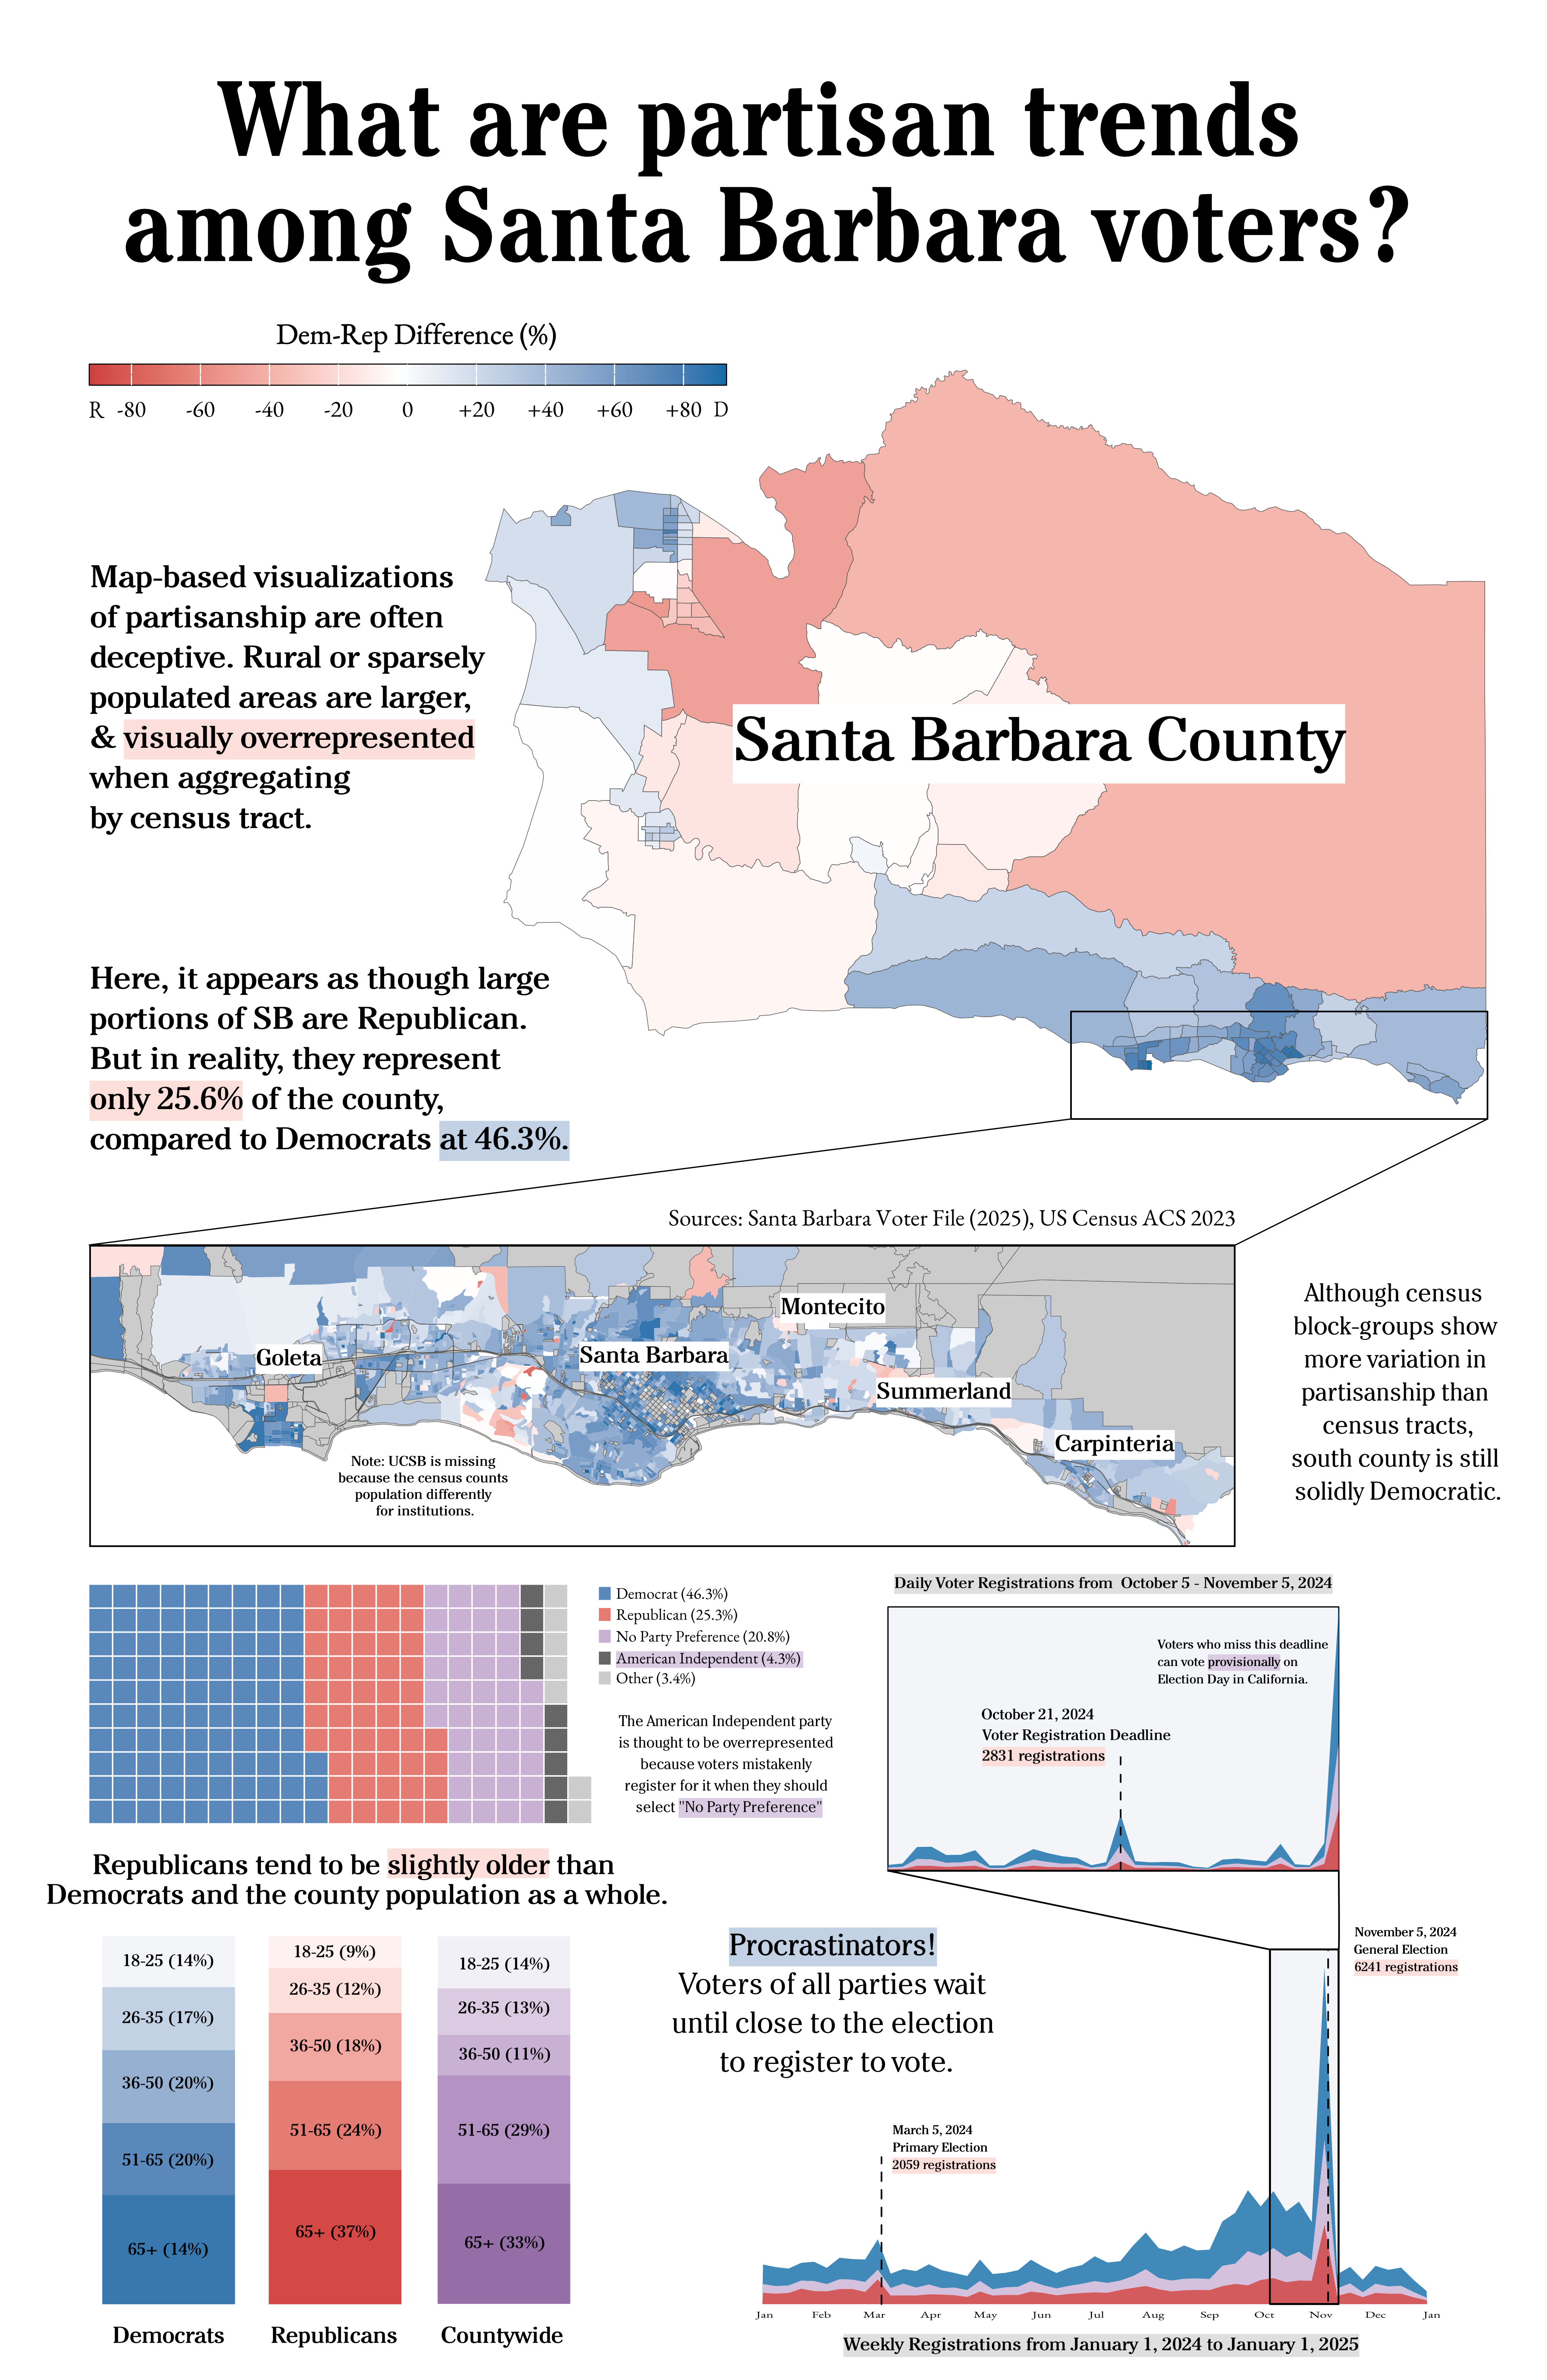 What are partisan trends
among Santa Barbara voters?
Dem-Rep Difference (%)
R -80 -60 -40 -20 0 +20 +40 +60 +80 D
Map-based visualizations
of partisanship are often
deceptive. Rural or sparsely
populated areas are larger,
& visually overrepresented
when aggregating
by census tract.
Santa Barbara County
Here, it appears as though large
portions of SB are Republican.
But in reality, they represent
only 25.6% of the county,
compared to Democrats at 46.3%.
Sources: Santa Barbara Voter File (2025), US Census ACS 2023
Goleta
Santa Barbara
Montecito
Summerland
Carpinteria
Note: UCSB is missing
because the census counts
population differently
for institutions.
Although census
block-groups show
more variation in
partisanship than
census tracts,
south county is still
solidly Democratic.
Democrat (46.3%)
Republican (25.3%)
No Party Preference (20.8%)
American Independent (4.3%)
Other (3.4%)
The American Independent party
is thought to be overrepresented
because voters mistakenly
register for it when they should
select "No Party Preference"
Daily Voter Registrations from October 5 - November 5, 2024
Voters who miss this deadline
can vote provisionally on
Election Day in California.
October 21, 2024
Voter Registration Deadline
2831 registrations
Republicans tend to be slightly older than
Democrats and the county population as a whole.
18-25 (14%)
26-35 (17%)
36-50 (20%)
51-65 (20%)
65+ (14%)
Democrats
18-25 (9%)
26-35 (12%)
36-50 (18%)
51-65 (24%)
65+ (37%)
Republicans
18-25 (14%)
26-35 (13%)
36-50 (11%)
51-65 (29%)
65+ (33%)
Countywide
Procrastinators!
Voters of all parties wait
until close to the election
to register to vote.
November 5, 2024
General Election
6241 registrations
March 5, 2024
Primary Election
2059 registrations
Jan Feb Mar Apr May Jun Jul Aug Sep Oct Nov Dec Jan
Weekly Registrations from January 1, 2024 to January 1, 2025